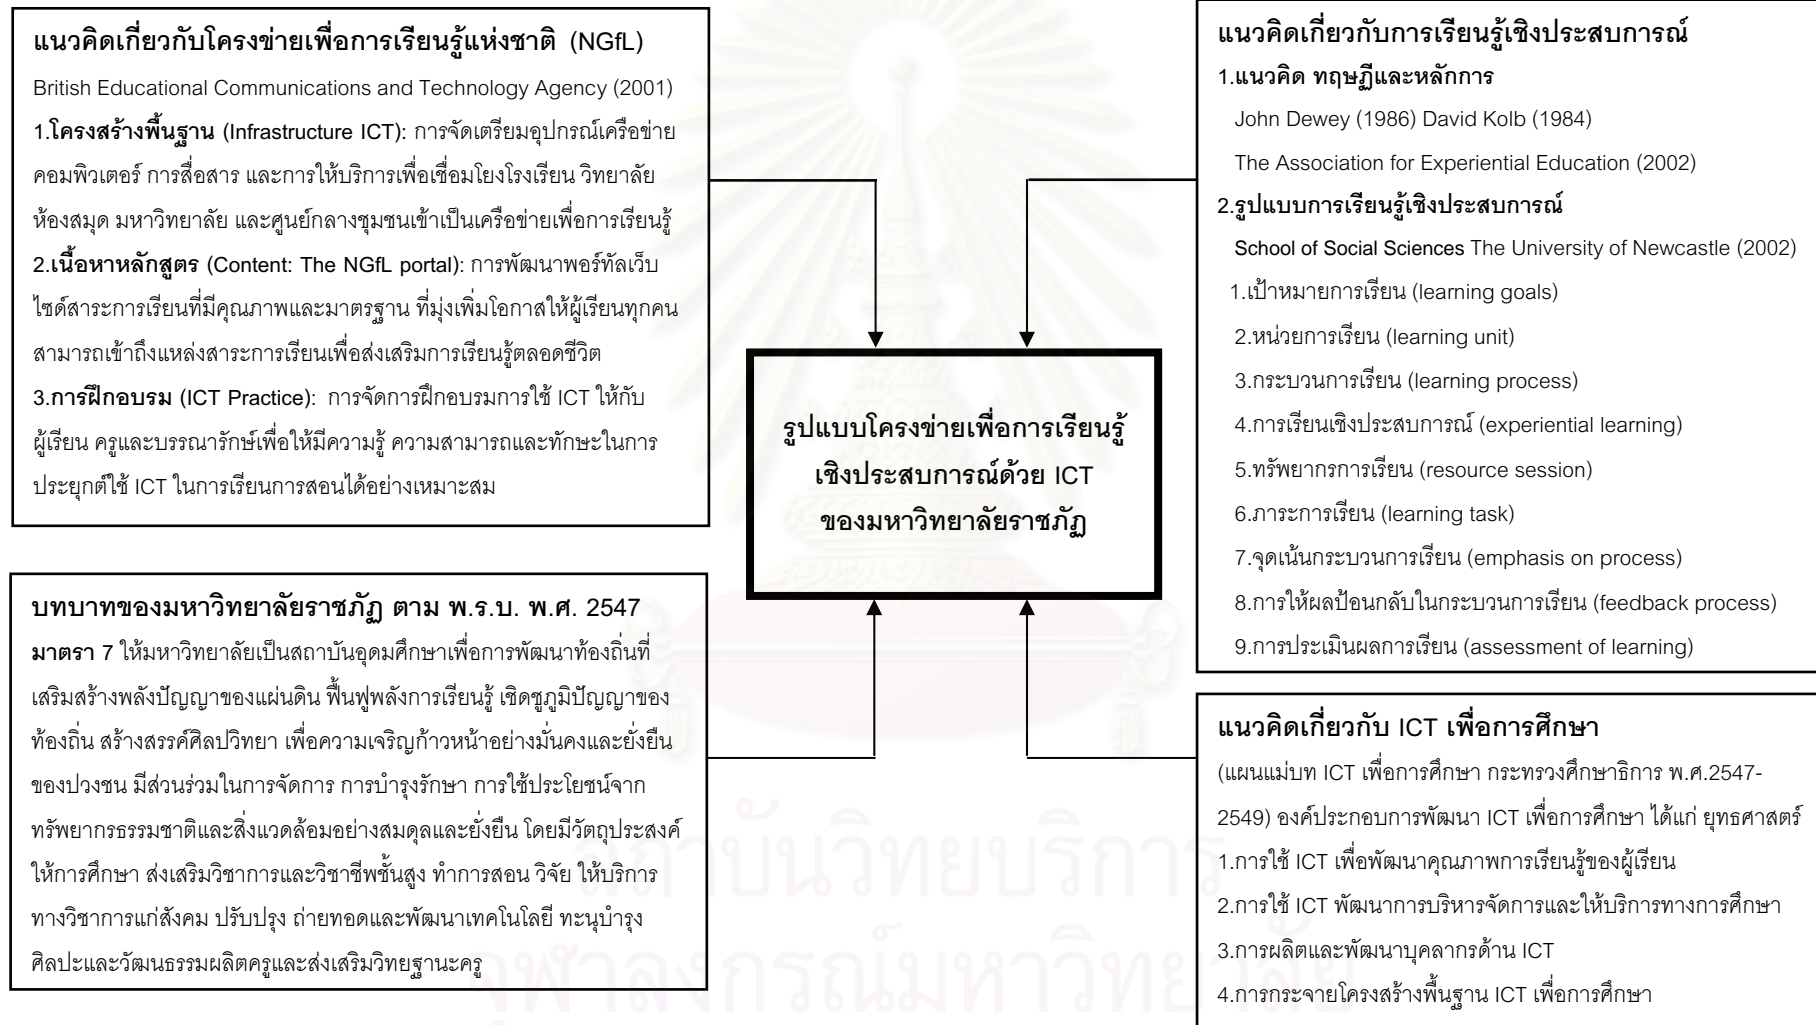 แนวคิดเกี่ยวกับโครงข่ายเพื่อการเรียนรู้แห่งชาติ (NGfL)
British Educational Communications and Technology Agency (2001)
1.โครงสร้างพื้นฐาน (Infrastructure ICT): การจัดเตรียมอุปกรณ์เครือข่าย
คอมพิวเตอร์ การสื่อสาร และการให้บริการเพื่อเชื่อมโยงโรงเรียน วิทยาลัย
ห้องสมุด มหาวิทยาลัย และศูนย์กลางชุมชนเข้าเป็นเครือข่ายเพื่อการเรียนรู้
2.เนื้อหาหลักสูตร (Content: The NGfL portal): การพัฒนาพอร์ทัลเว็บ
ไซด์สาระการเรียนที่มีคุณภาพและมาตรฐาน ที่มุ่งเพิ่มโอกาสให้ผู้เรียนทุกคน
สามารถเข้าถึงแหล่งสาระการเรียนเพื่อส่งเสริมการเรียนรู้ตลอดชีวิต
3.การฝึกอบรม (ICT Practice): การจัดการฝึกอบรมการใช้ ICT ให้กับ
ผู้เรียน ครูและบรรณารักษ์เพื่อให้มีความรู้ ความสามารถและทักษะในการ
ประยุกต์ใช้ ICT ในการเรียนการสอนได้อย่างเหมาะสม
บทบาทของมหาวิทยาลัยราชภัฏ ตาม พ.ร.บ. พ.ศ. 2547
มาตรา 7 ให้มหาวิทยาลัยเป็นสถาบันอุดมศึกษาเพื่อการพัฒนาท้องถิ่นที่
เสริมสร้างพลังปัญญาของแผ่นดิน ฟื้นฟูพลังการเรียนรู้ เชิดชูภูมิปัญญาของ
ท้องถิ่น สร้างสรรค์ศิลปวิทยา เพื่อความเจริญก้าวหน้าอย่างมั่นคงและยั่งยืน
ของปวงชน มีส่วนร่วมในการจัดการ การบำรุงรักษา การใช้ประโยชน์จาก
ทรัพยากรธรรมชาติและสิ่งแวดล้อมอย่างสมดุลและยั่งยืน โดยมีวัตถุประสงค์
ให้การศึกษา ส่งเสริมวิชาการและวิชาชีพชั้นสูง ทำการสอน วิจัย ให้บริการ
ทางวิชาการแก่สังคม ปรับปรุง ถ่ายทอดและพัฒนาเทคโนโลยี ทะนุบำรุง
ศิลปะและวัฒนธรรมผลิตครูและส่งเสริมวิทยฐานะครู
รูปแบบโครงข่ายเพื่อการเรียนรู้
เชิงประสบการณ์ด้วย ICT
ของมหาวิทยาลัยราชภัฏ
แนวคิดเกี่ยวกับการเรียนรู้เชิงประสบการณ์
1.แนวคิด ทฤษฎีและหลักการ
John Dewey (1986) David Kolb (1984)
The Association for Experiential Education (2002)
2.รูปแบบการเรียนรู้เชิงประสบการณ์
School of Social Sciences The University of Newcastle (2002)
1.เป้าหมายการเรียน (learning goals)
2.หน่วยการเรียน (learning unit)
3.กระบวนการเรียน (learning process)
4.การเรียนเชิงประสบการณ์ (experiential learning)
5.ทรัพยากรการเรียน (resource session)
6.ภาระการเรียน (learning task)
7.จุดเน้นกระบวนการเรียน (emphasis on process)
8.การให้ผลป้อนกลับในกระบวนการเรียน (feedback process)
9.การประเมินผลการเรียน (assessment of learning)
แนวคิดเกี่ยวกับ ICT เพื่อการศึกษา
(แผนแม่บท ICT เพื่อการศึกษา กระทรวงศึกษาธิการ พ.ศ.2547-
2549) องค์ประกอบการพัฒนา ICT เพื่อการศึกษา ได้แก่ ยุทธศาสตร์
1.การใช้ ICT เพื่อพัฒนาคุณภาพการเรียนรู้ของผู้เรียน
2.การใช้ ICT พัฒนาการบริหารจัดการและให้บริการทางการศึกษา
3.การผลิตและพัฒนาบุคลากรด้าน ICT
4.การกระจายโครงสร้างพื้นฐาน ICT เพื่อการศึกษา
สถาบันวิทยบริการ
จุฬาลงกรณ์มหาวิทยาลัย